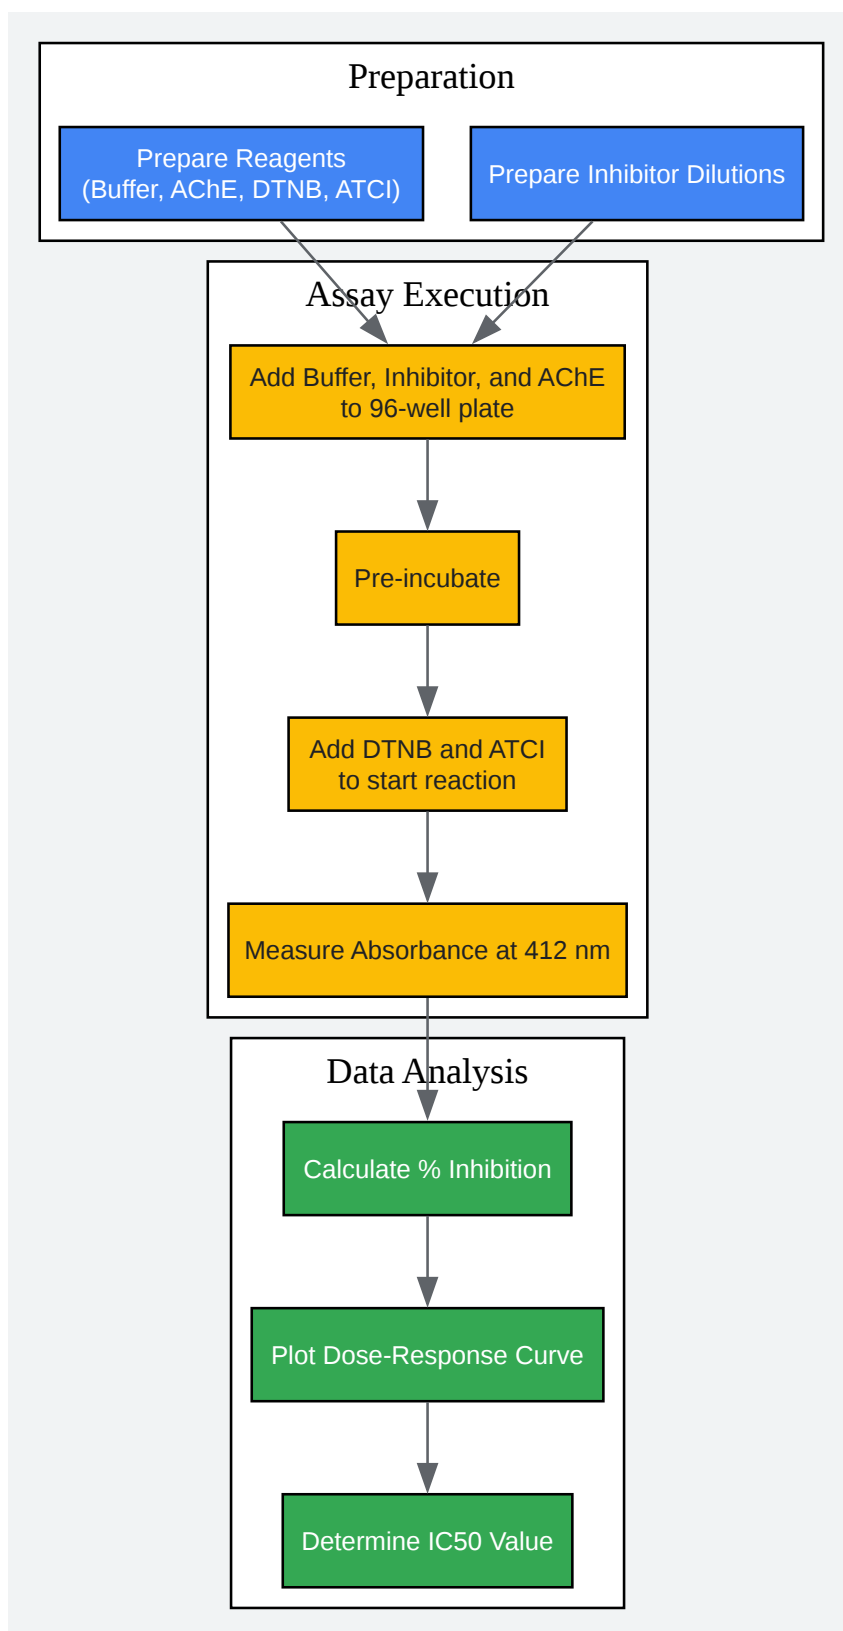 Preparation
Prepare Reagents
(Buffer, AChE, DTNB, ATCI)
Prepare Inhibitor Dilutions
Assay Execution
Add Buffer, Inhibitor, and AChE
to 96-well plate
Pre-incubate
Add DTNB and ATCI
to start reaction
Measure Absorbance at 412 nm
Data Analysis
Calculate % Inhibition
Plot Dose-Response Curve
Determine IC50 Value